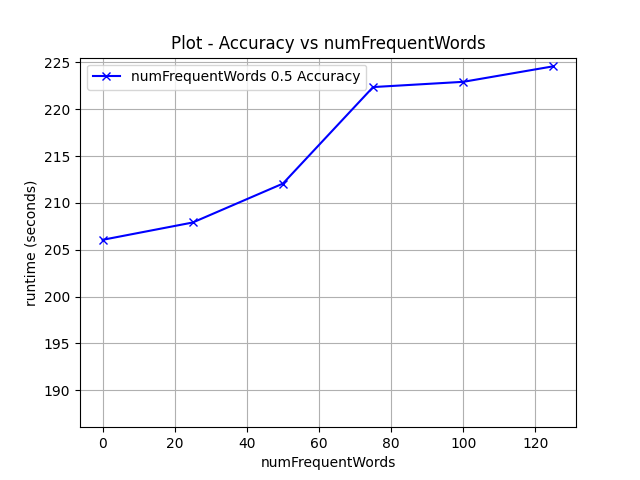 Plot - Accuracy vs numFrequentWords
numFrequentWords 0.5 Accuracy
runtime (seconds)
225
220
215
210
205
200
195
190
0 20 40 60 80 100 120
numFrequentWords